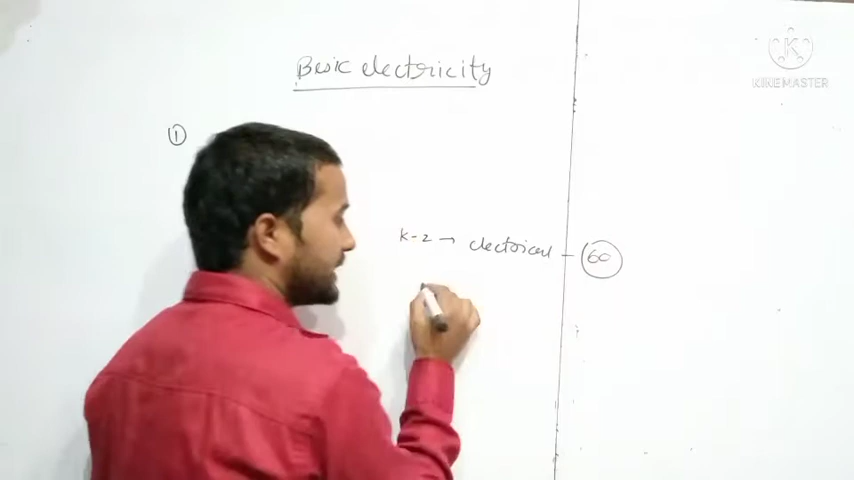 Basic electricity
①
K-2 → electrical - 60
KINEMASTER